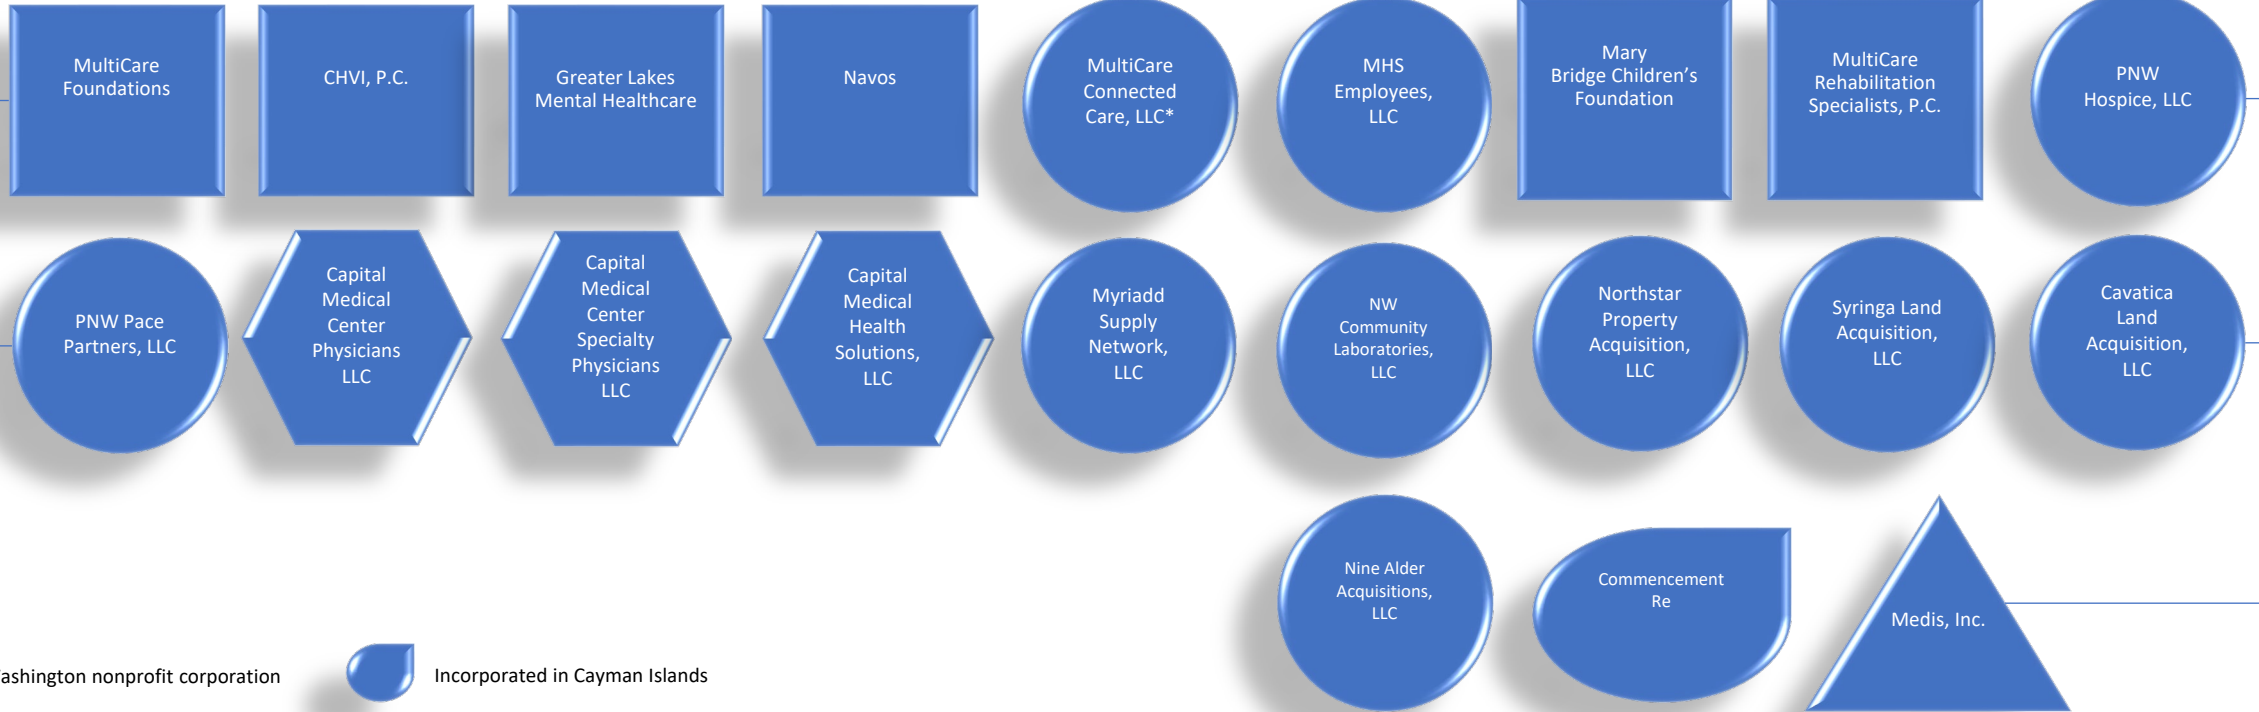 MultiCare
Foundations
CHVI, P.C.
Greater Lakes
Mental Healthcare
Navos
MultiCare
Connected
Care, LLC*
MHS
Employees,
LLC
Mary
Bridge Children’s
Foundation
MultiCare
Rehabilitation
Specialists, P.C.
PNW
Hospice, LLC
PNW Pace
Partners, LLC
Capital
Medical
Center
Physicians
LLC
Capital
Medical
Center
Specialty
Physicians
LLC
Capital
Medical
Health
Solutions,
LLC
Myriadd
Supply
Network,
LLC
NW
Community
Laboratories,
LLC
Northstar
Property
Acquisition,
LLC
Syringa Land
Acquisition,
LLC
Cavatica
Land
Acquisition,
LLC
Nine Alder
Acquisitions,
LLC
Commencement
Re
Medis, Inc.
ashington nonprofit corporation
Incorporated in Cayman Islands